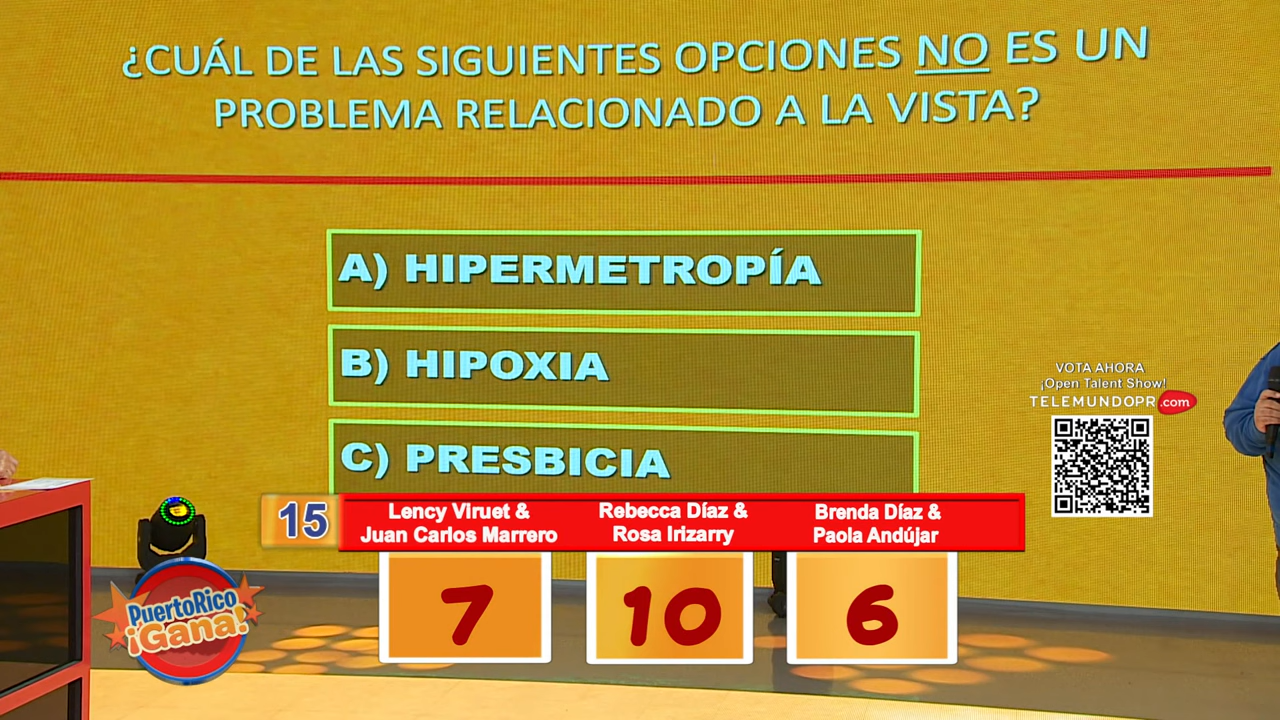 ¿CUÁL DE LAS SIGUIENTES OPCIONES NO ES UN
PROBLEMA RELACIONADO A LA VISTA?
A) HIPERMETROPÍA
B) HIPOXIA
C) PRESBICIA
VOTA AHORA
¡Open Talent Show!
TELEMUNDOPR.com
15
Lency Viruet &
Juan Carlos Marrero
Rebecca Díaz &
Rosa Irizarry
Brenda Díaz &
Paola Andújar
7
10
6
PuertoRico
¡Gana!